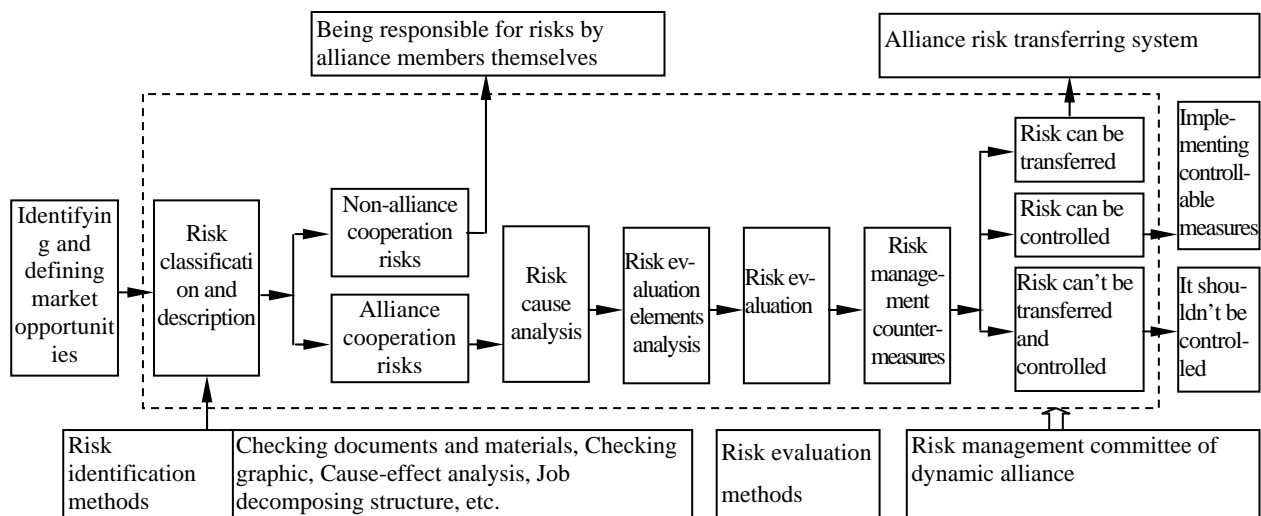 Being responsible for risks by
alliance members themselves
Alliance risk transferring system
Identifyin
g and
defining
market
opportunit
ies
Risk
classificati
on and
description
Non-alliance
cooperation
risks
Alliance
cooperation
risks
Risk
cause
analysis
Risk ev-
aluation
elements
analysis
Risk ev-
aluation
Risk
manage-
ment
counter-
measures
Risk can be
transferred
Risk can be
controlled
Risk can’t be
transferred
and
controlled
Imple-
menting
controll-
able
measures
It shou-
ldn’t be
control-
led
Risk
identification
methods
Checking documents and materials, Checking
graphic, Cause-effect analysis, Job
decomposing structure, etc.
Risk evaluation
methods
Risk management committee of
dynamic alliance